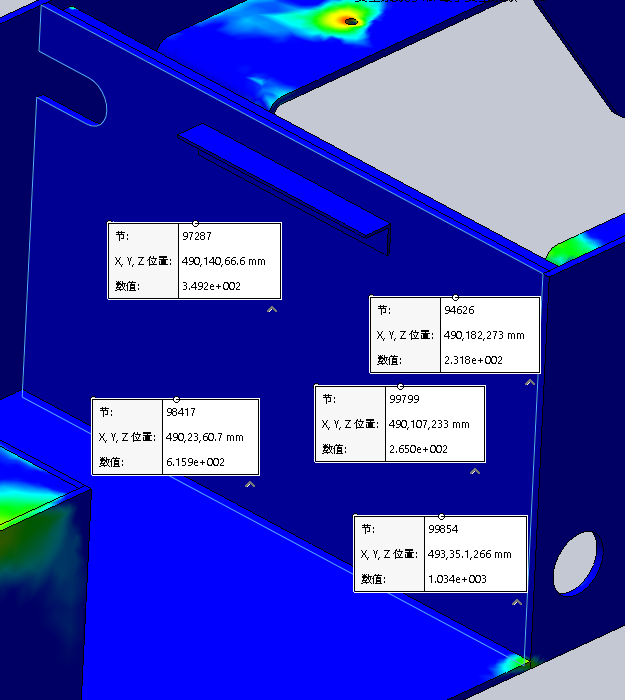 节: 97287
X, Y, Z 位置: 490,140,66.6 mm
数值: 3.492e+002
节: 94626
X, Y, Z 位置: 490,182,273 mm
数值: 2.318e+002
节: 99799
X, Y, Z 位置: 490,107,233 mm
数值: 2.650e+002
节: 98417
X, Y, Z 位置: 490,23,60.7 mm
数值: 6.159e+002
节: 99854
X, Y, Z 位置: 493,35.1,266 mm
数值: 1.034e+003